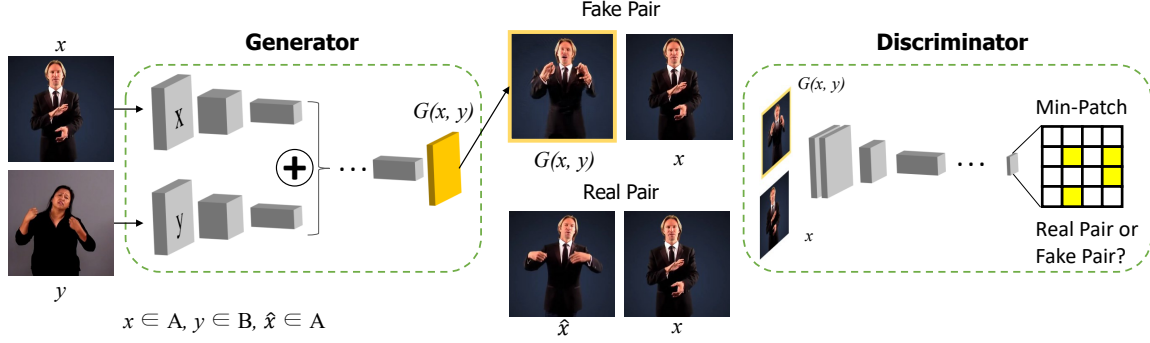 x
y
Generator
X
y
G(x, y)
x ∈ A, y ∈ B, x̂ ∈ A
Fake Pair
G(x, y)
x
Real Pair
x̂
x
Discriminator
G(x, y)
x
Min-Patch
Real Pair or
Fake Pair?